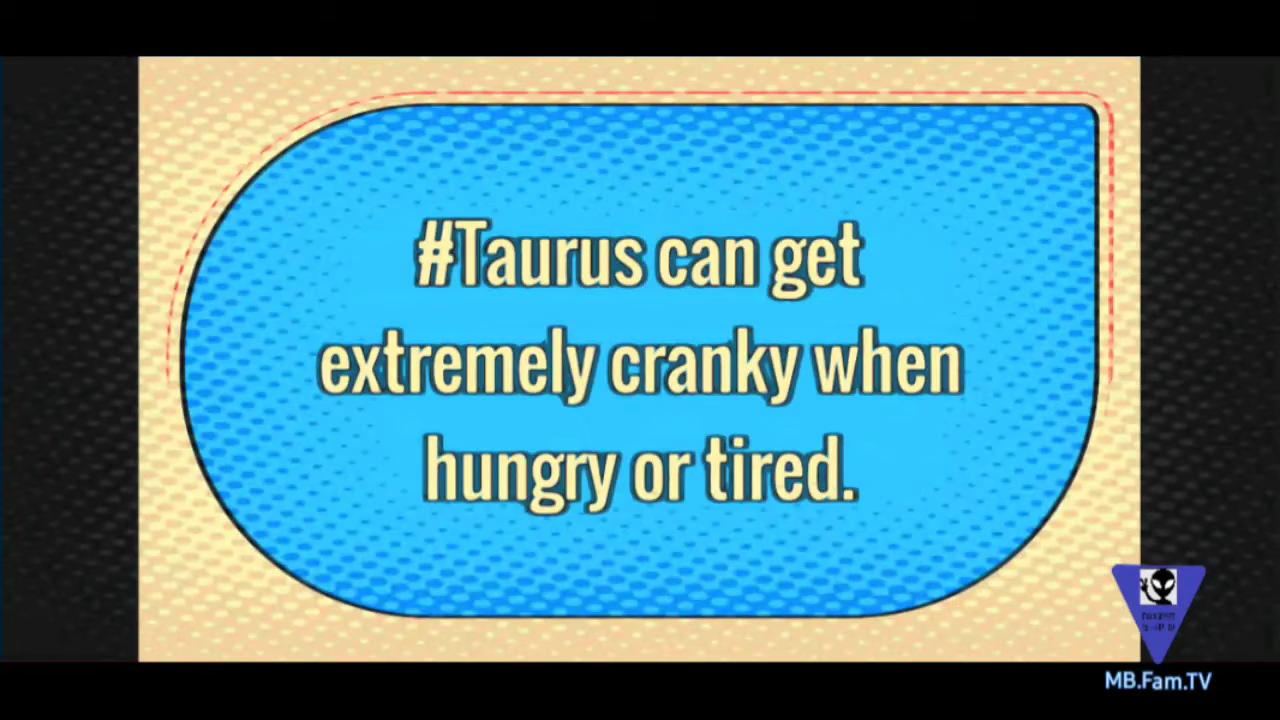 #Taurus can get
extremely cranky when
hungry or tired.
MB.Fam.TV